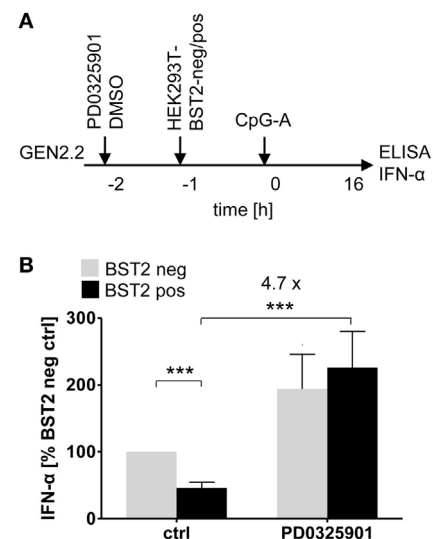 A
PD0325901
DMSO
HEK293T-
BST2-neg/pos
CpG-A
GEN2.2
ELISA
IFN-α
-2 -1 0 16
time [h]
B
BST2 neg
BST2 pos
4.7 x
***
***
IFN-α [% BST2 neg ctrl]
300
200
100
0
ctrl PD0325901